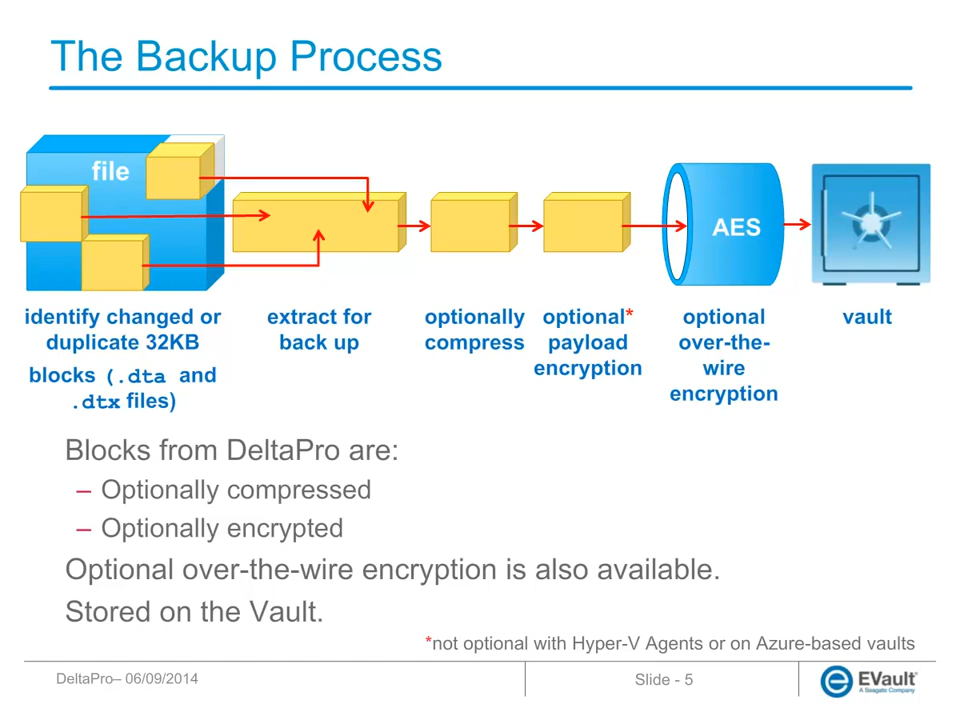 The Backup Process
file
AES
identify changed or
duplicate 32KB
blocks (.dta and
.dtx files)
extract for
back up
optionally
compress
optional*
payload
encryption
optional
over-the-
wire
encryption
vault
Blocks from DeltaPro are:
– Optionally compressed
– Optionally encrypted
Optional over-the-wire encryption is also available.
Stored on the Vault.
*not optional with Hyper-V Agents or on Azure-based vaults
DeltaPro– 06/09/2014
Slide - 5
EVault
A Seagate Company